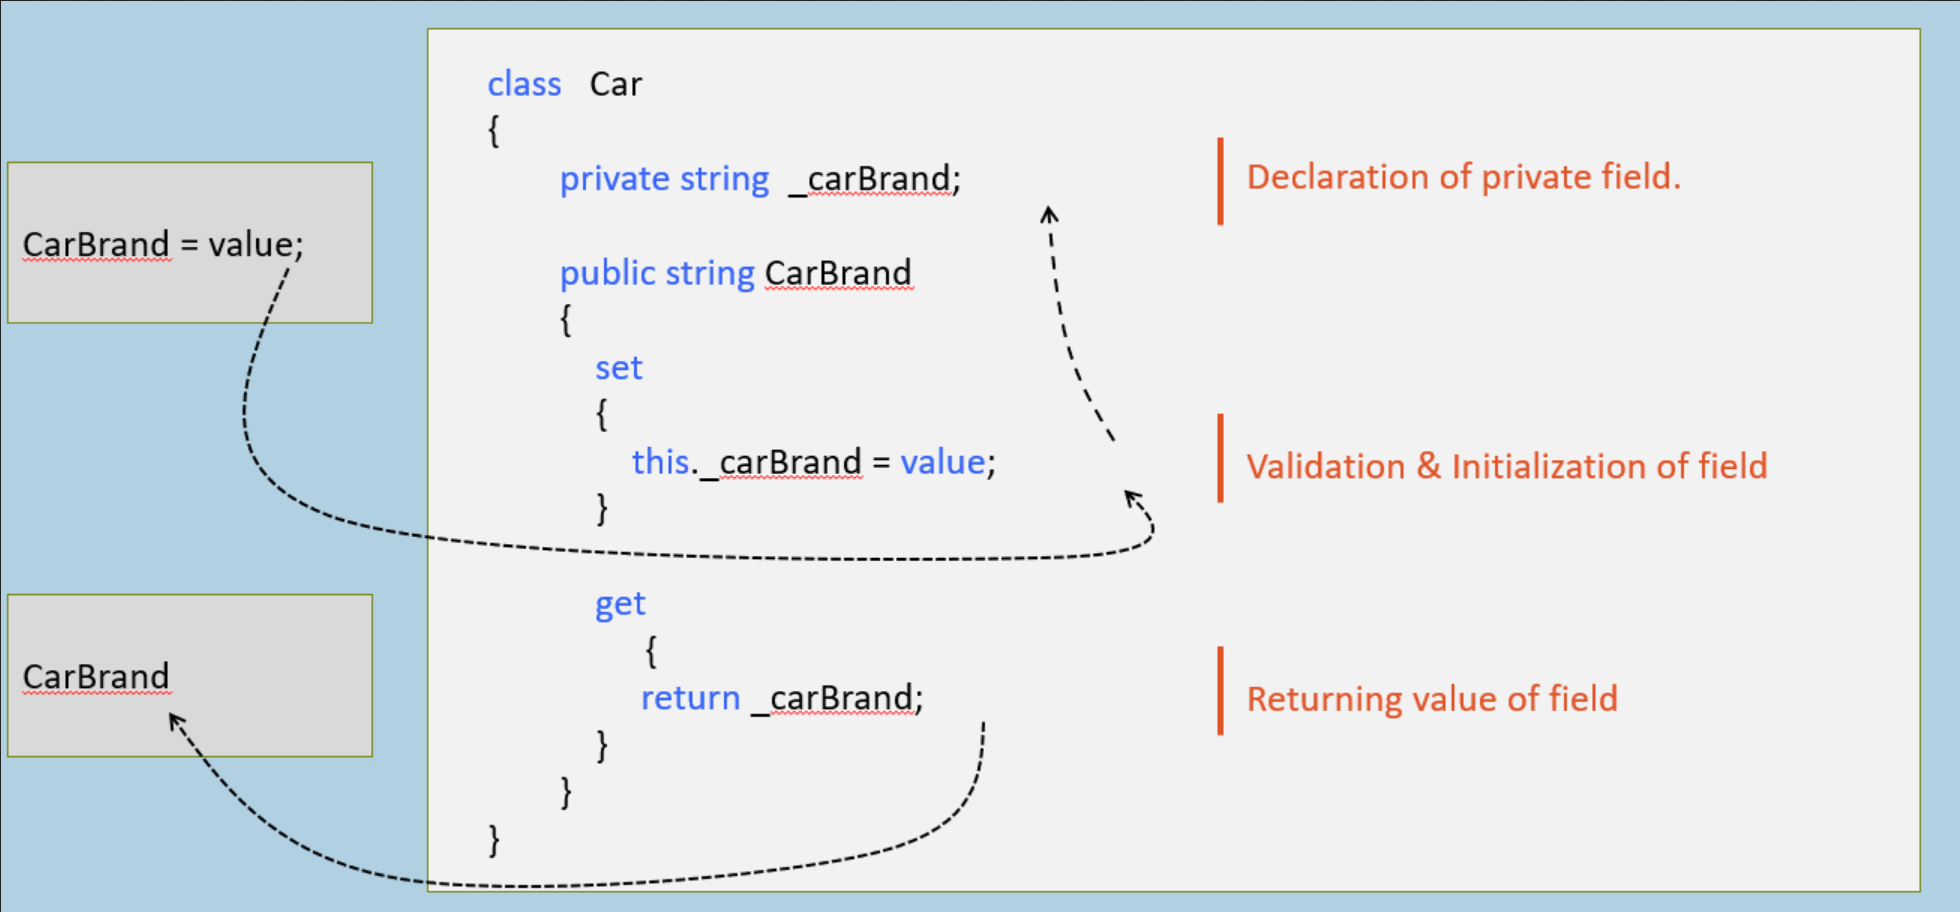 CarBrand = value;
CarBrand
class Car
{
private string _carBrand;
public string CarBrand
{
set
{
this._carBrand = value;
}
get
{
return _carBrand;
}
}
}
Declaration of private field.
Validation & Initialization of field
Returning value of field